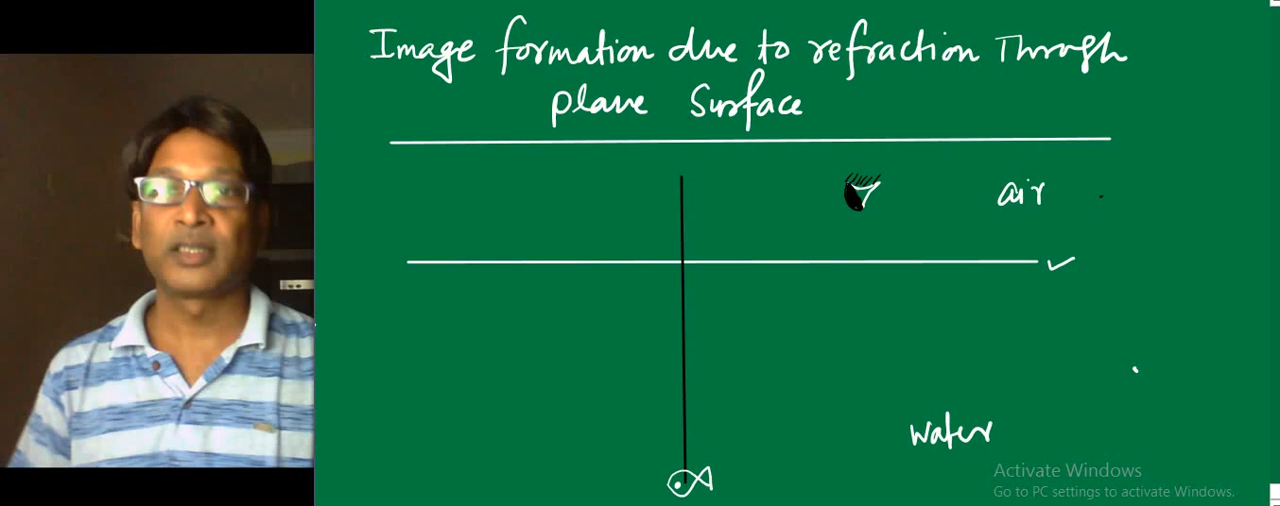 Image formation due to refraction Through
plane Surface
air
water
Activate Windows
Go to PC settings to activate Windows.